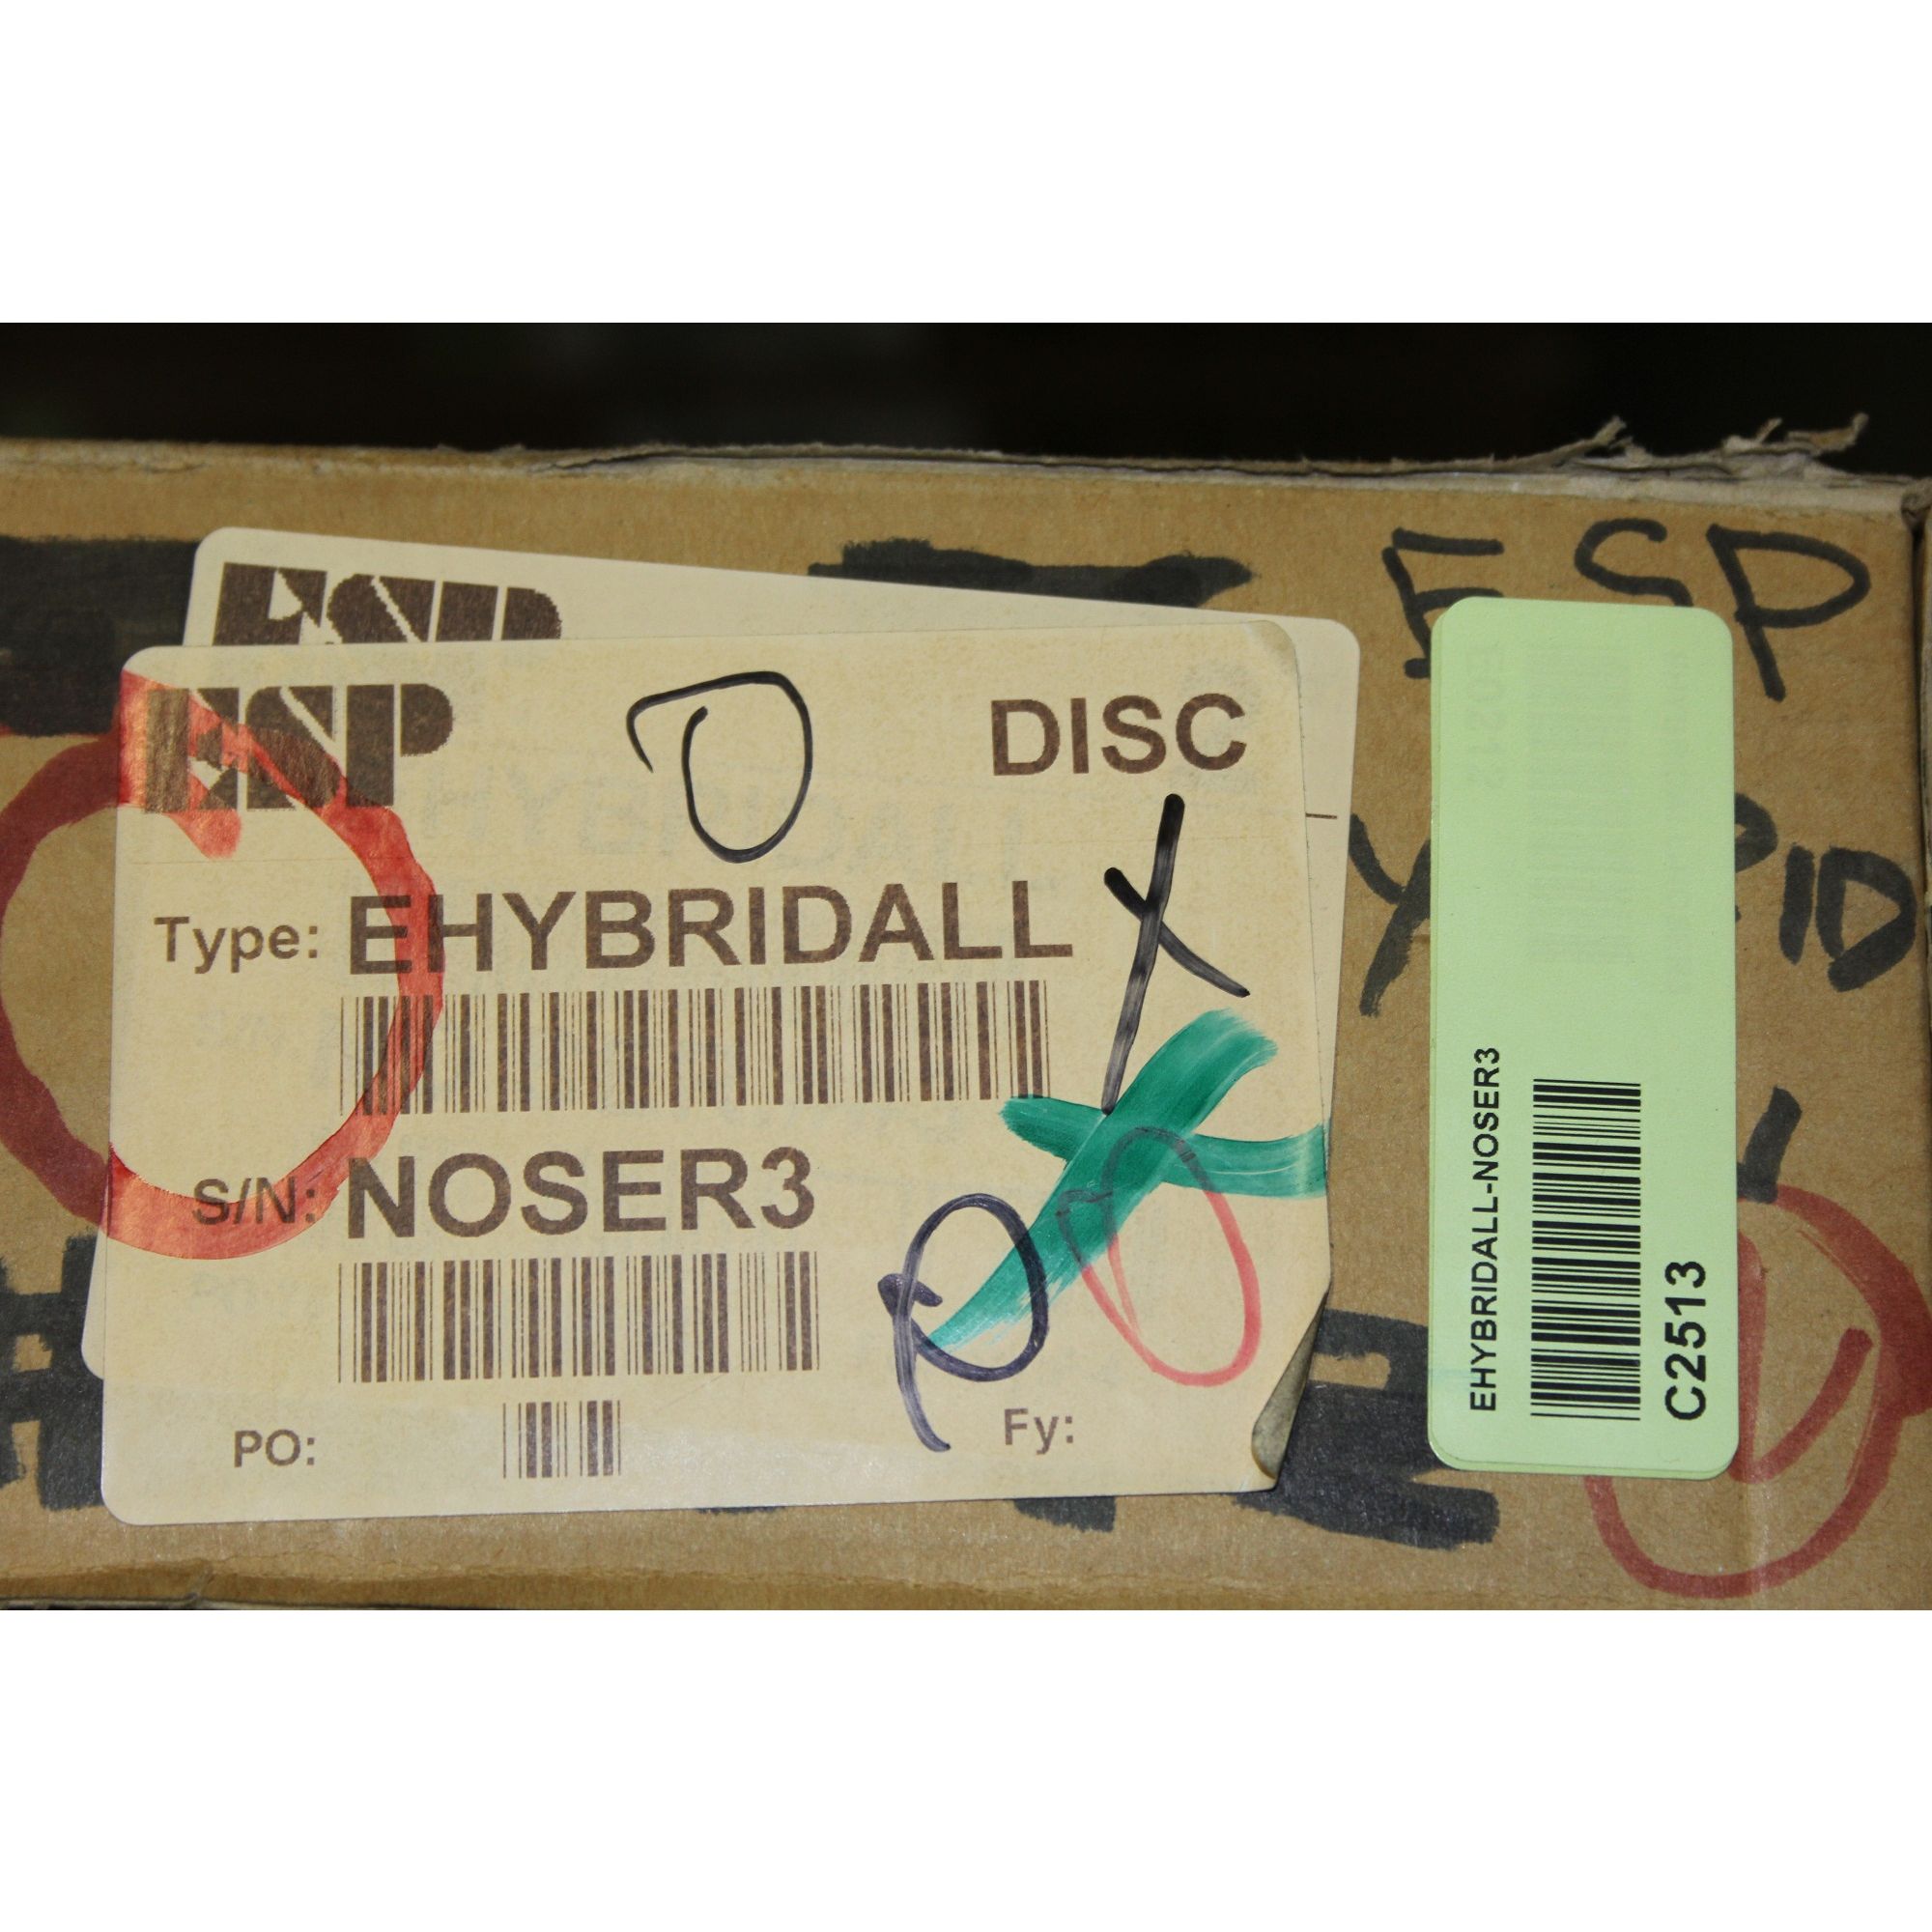 ESP
ESP
ESP
DISC
Type: EHYBRIDALL
S/N: NOSER3
PO:
Fy:
EHYBRIDALL-NOSER3
C2513